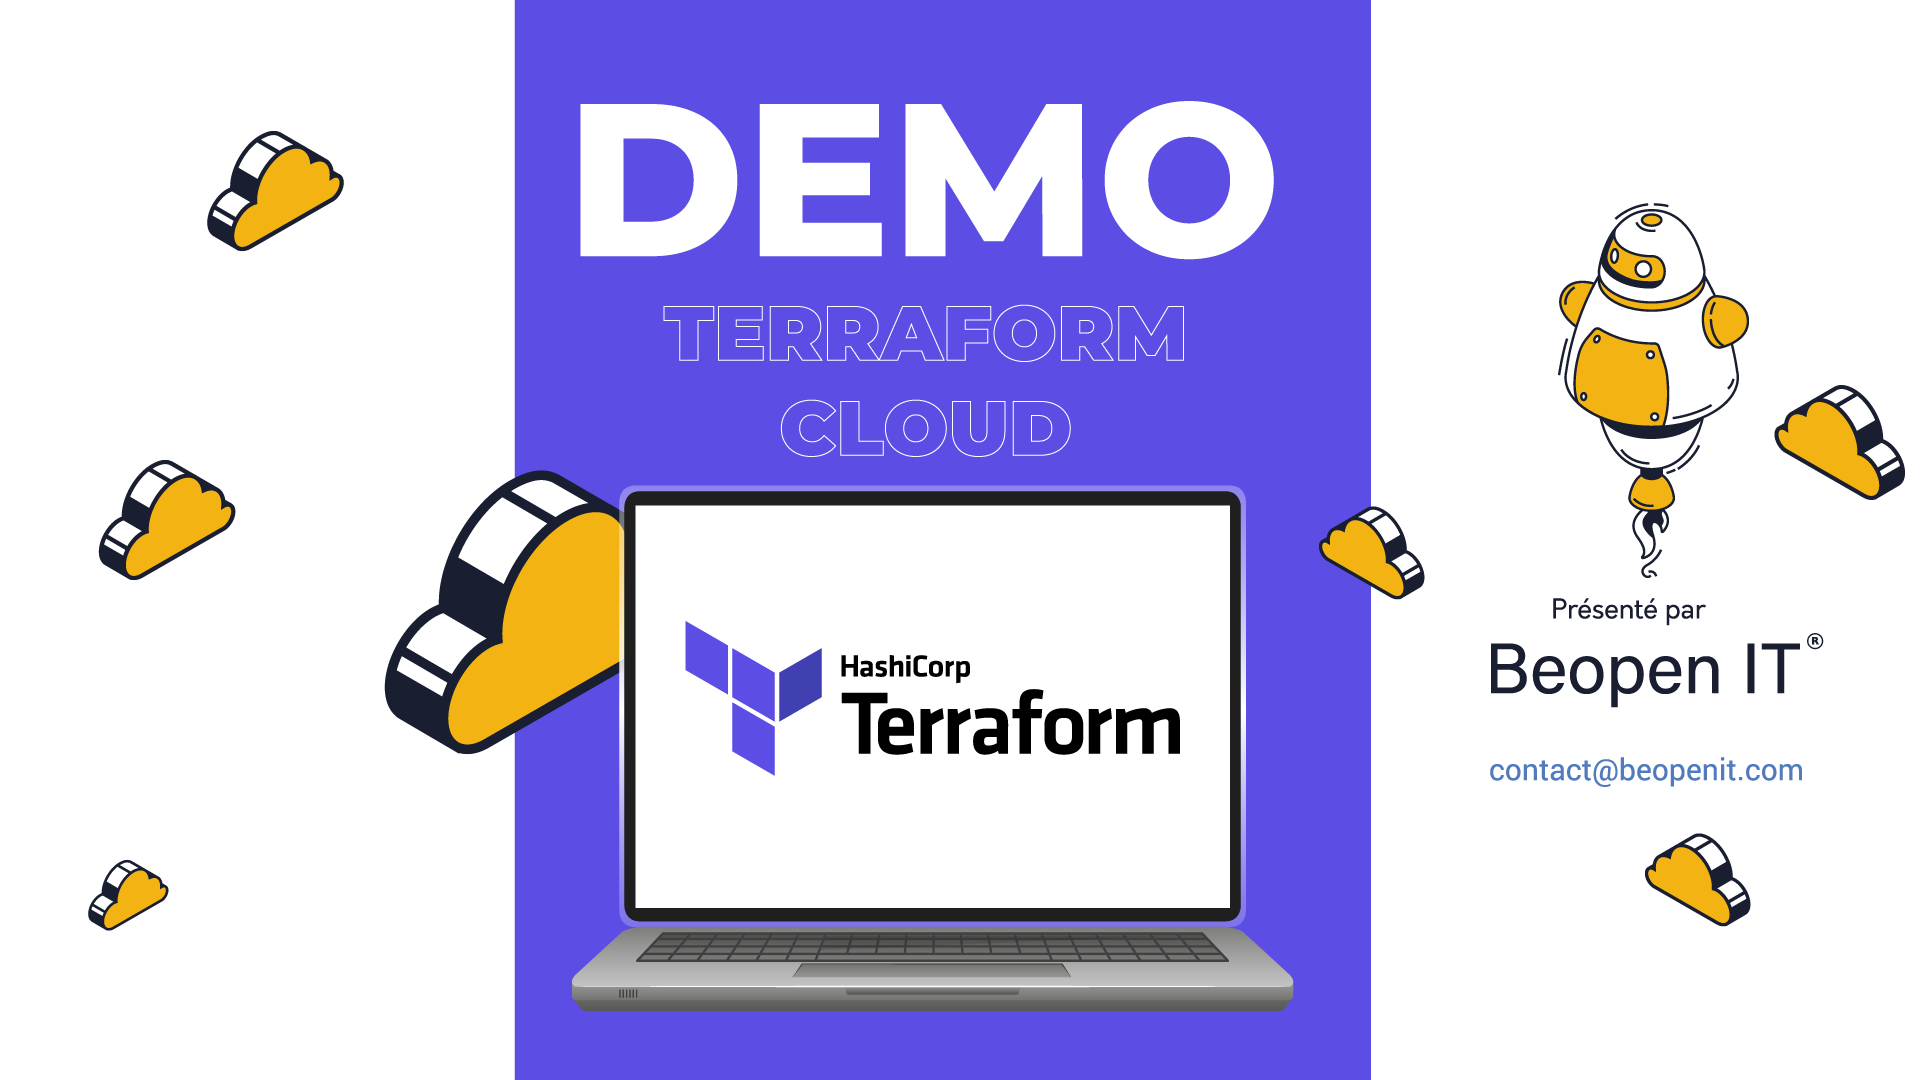 DEMO
TERRAFORM
CLOUD
HashiCorp
Terraform
Présenté par
Beopen IT®
contact@beopenit.com